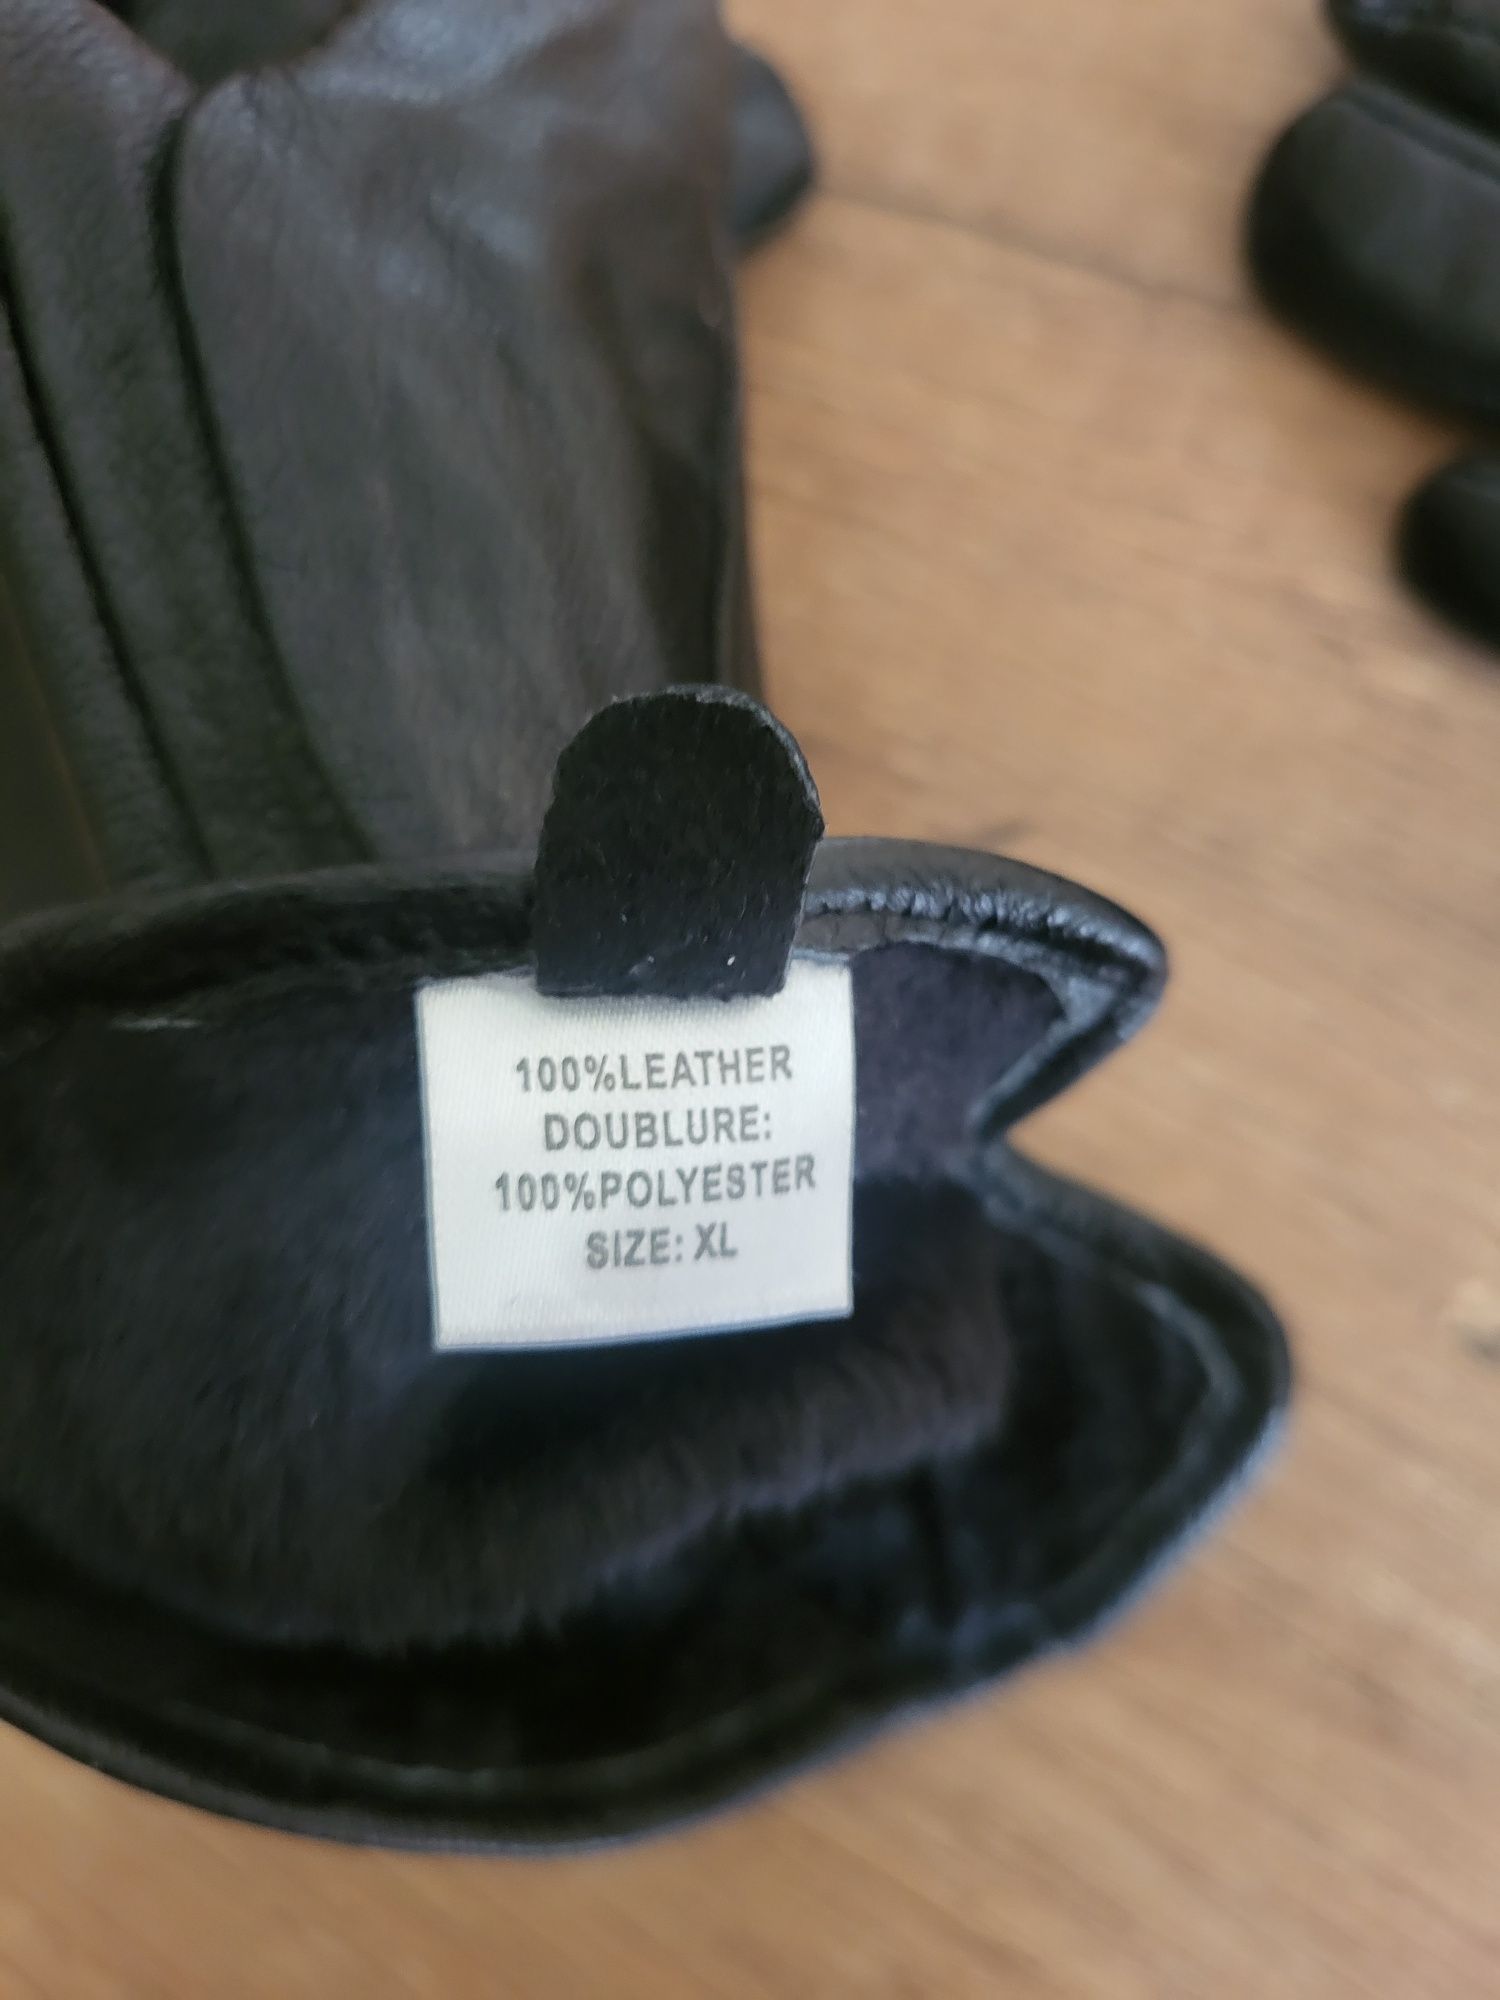 100%LEATHER
DOUBLURE:
100%POLYESTER
SIZE: XL